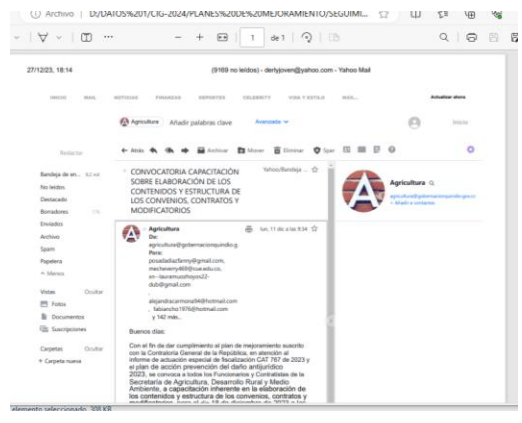 Archivo | D:/DATOS%201/CIG-2024/PLANES%20DE%20MEJORAMIENTO/SEGUIMI...
1 de 1
27/12/23, 18:14
(9169 no leídos) - derlyjoven@yahoo.com - Yahoo Mail
INICIO MAIL NOTICIAS FINANZAS DEPORTES CELEBRITY VIDA Y ESTILO MÁS...
Actualizar ahora
Agricultura Añadir palabras clave Avanzada
Inicio
Redactar
Atrás Archivar Mover Eliminar Spam
Bandeja de en...
No leídos
Destacado
Borradores
Enviados
Archivo
Spam
Papelera
Menos
Vistas Ocultar
Fotos
Documentos
Suscripciones
Carpetas Ocultar
+ Carpeta nueva
CONVOCATORIA CAPACITACIÓN
SOBRE ELABORACIÓN DE LOS
CONTENIDOS Y ESTRUCTURA DE
LOS CONVENIOS, CONTRATOS Y
MODIFICATORIOS
Yahoo/Bandeja ...
Agricultura
lun, 11 dic a las 9:34
De:
agricultura@gobernacionquindio.g
Para:
posadadiazfanny@gmail.com,
dub@gmail.com
,
alejandracarmona94@hotmail.com
, fabiancho1976@hotmail.com
y 142 más...
Buenos días:
Con el fin de dar cumplimiento al plan de mejoramiento suscrito
con la Contraloría General de la República, en atención al
informe de actuación especial de fiscalización CAT 767 de 2023 y
el plan de acción prevención del daño antijurídico
2023, se convoca a todos los Funcionarios y Contratistas de la
Secretaría de Agricultura, Desarrollo Rural y Medio
Ambiente, a capacitación inherente en la elaboración de
los contenidos y estructura de los convenios, contratos y
Agricultura
agricultura@gobernacionquindio.gov.co
+ Añadir a contactos
elemento seleccionado 308 KB